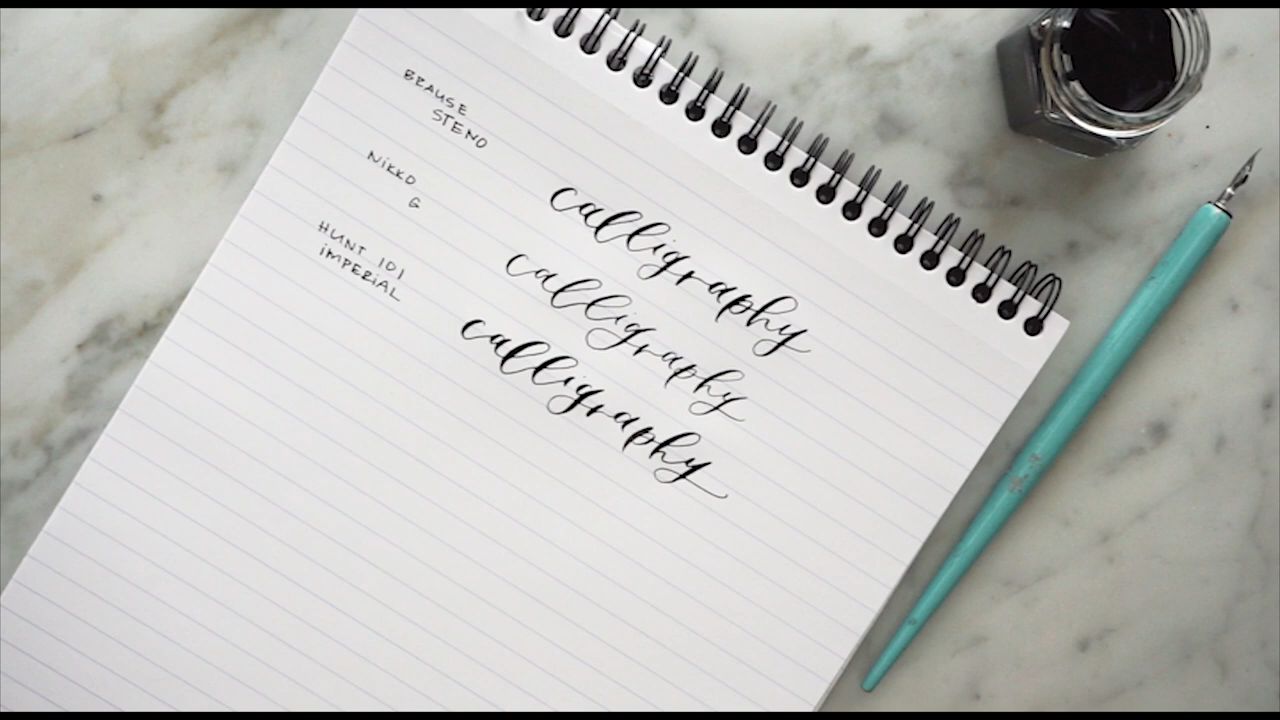 BRAUSE
STENO
calligraphy
NiKKO
G
calligraphy
HUNT 101
iMPERiAL
calligraphy